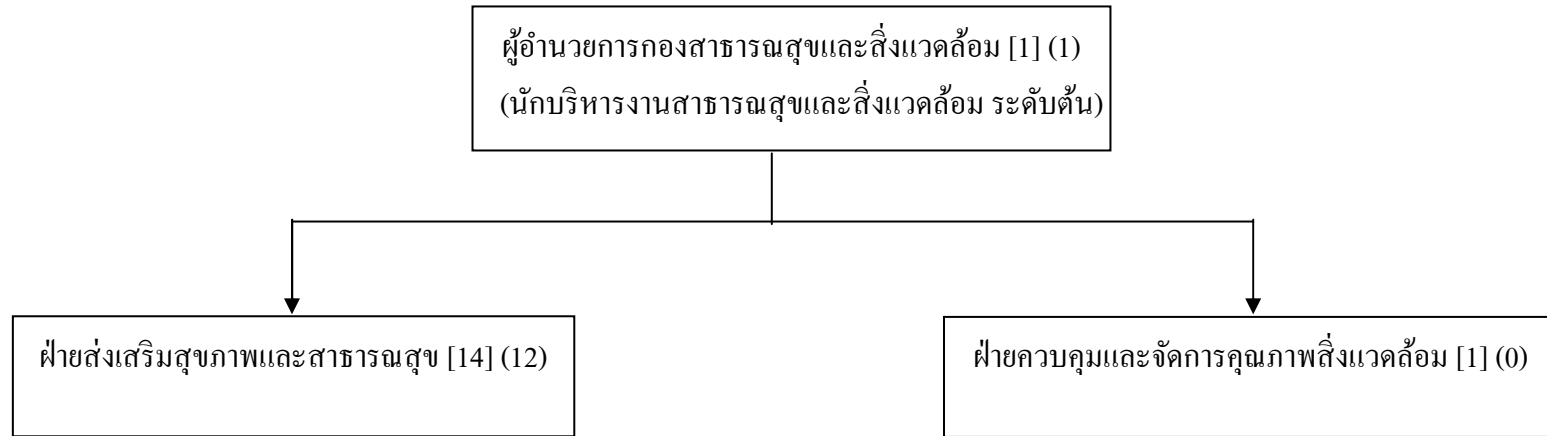 ผู้อำนวยการกองสาธารณสุขและสิ่งแวดล้อม [1] (1)
(นักบริหารงานสาธารณสุขและสิ่งแวดล้อม ระดับต้น)
ฝ่ายส่งเสริมสุขภาพและสาธารณสุข [14] (12)
ฝ่ายควบคุมและจัดการคุณภาพสิ่งแวดล้อม [1] (0)